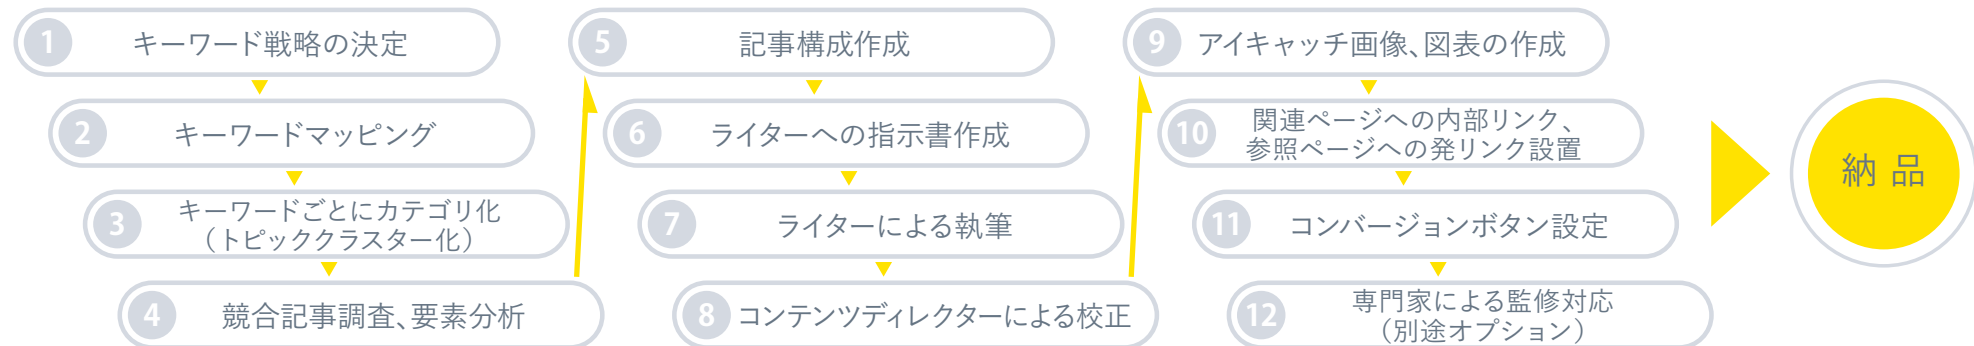 1 キーワード戦略の決定
2 キーワードマッピング
3 キーワードごとにカテゴリ化
（トピッククラスター化）
4 競合記事調査、要素分析
5 記事構成作成
6 ライターへの指示書作成
7 ライターによる執筆
8 コンテンツディレクターによる校正
9 アイキャッチ画像、図表の作成
10 関連ページへの内部リンク、
参照ページへの発リンク設置
11 コンバージョンボタン設定
12 専門家による監修対応
（別途オプション）
納 品